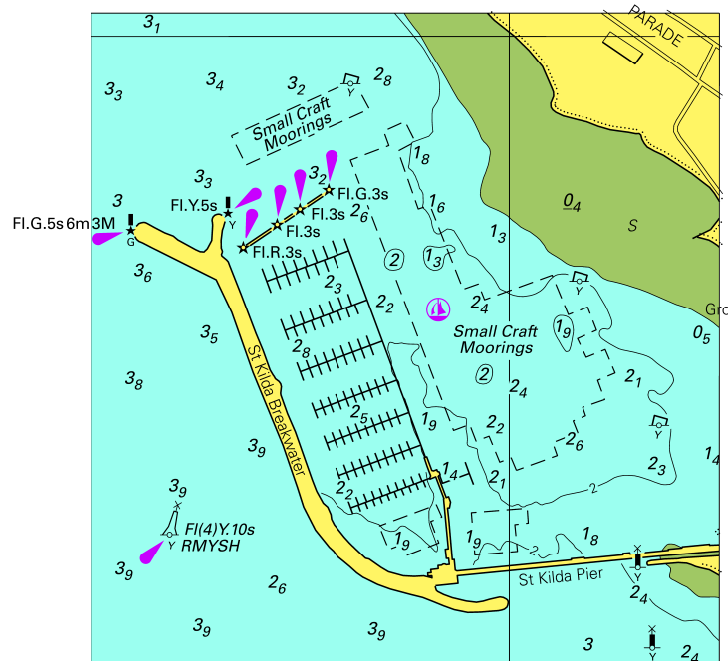 3₁
PARADE
3₃
3₄
3₂
2₈
Y
Small Craft
Moorings
1₈
3₃
3₂
3
Fl.Y.5s
Y
Fl.G.3s
Fl.3s
Fl.3s
Fl.R.3s
2₆
1₆
0₄
S
Fl.G.5s 6m 3M
G
1₃
3₆
2
1₃
2₃
2₂
2₄
Y
Gro
3₅
Small Craft
Moorings
1₉
0₅
2₈
2
2₄
2₁
3₈
St Kilda Breakwater
2₅
1₉
2₂
2₆
Y
3₉
1₄
2₁
2₃
1₄
3₉
2₂
2
Fl(4)Y.10s
RMYSH
Y
1₉
1₉
2
1₈
3₉
2₆
St Kilda Pier
Y
2₄
3₉
3₉
3
Y
2₄